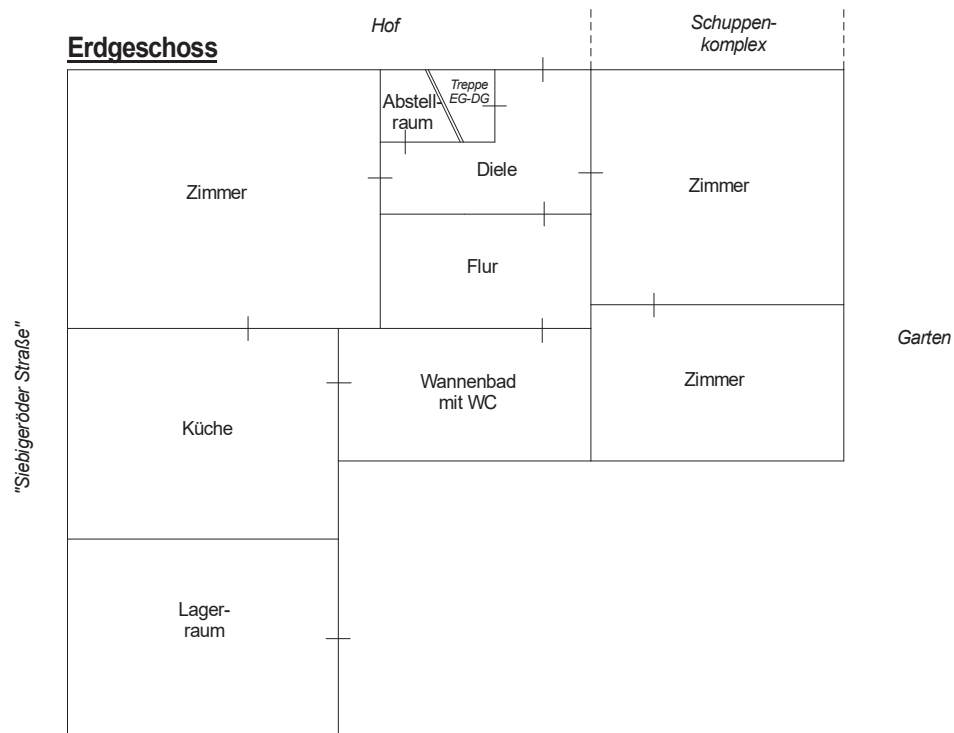 Hof
Schuppen-
komplex
Erdgeschoss
Abstell-
raum
Treppe
EG-DG
Diele
Zimmer
Zimmer
Flur
"Siebigeröder Straße"
Garten
Wannenbad
mit WC
Zimmer
Küche
Lager-
raum